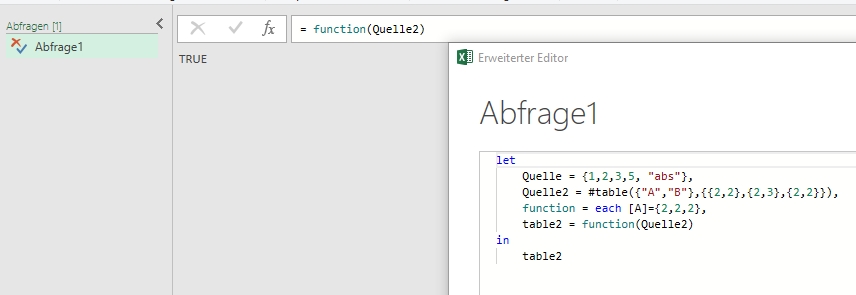 Abfragen [1]
Abfrage1
fx
= function(Quelle2)
TRUE
Erweiterter Editor
Abfrage1
let
Quelle = {1,2,3,5, "abs"},
Quelle2 = #table({"A","B"},{{2,2},{2,3},{2,2}}),
function = each [A]={2,2,2},
table2 = function(Quelle2)
in
table2